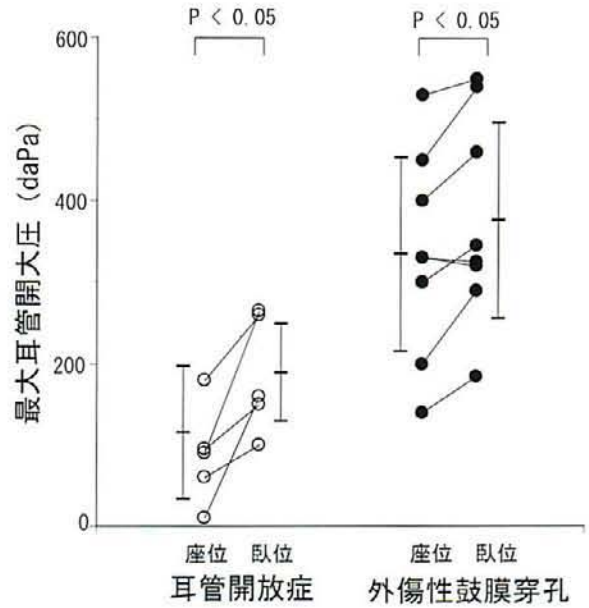 P < 0.05
P < 0.05
600
400
200
0
最大耳管開大圧 (daPa)
座位 臥位
座位 臥位
耳管開放症
外傷性鼓膜穿孔